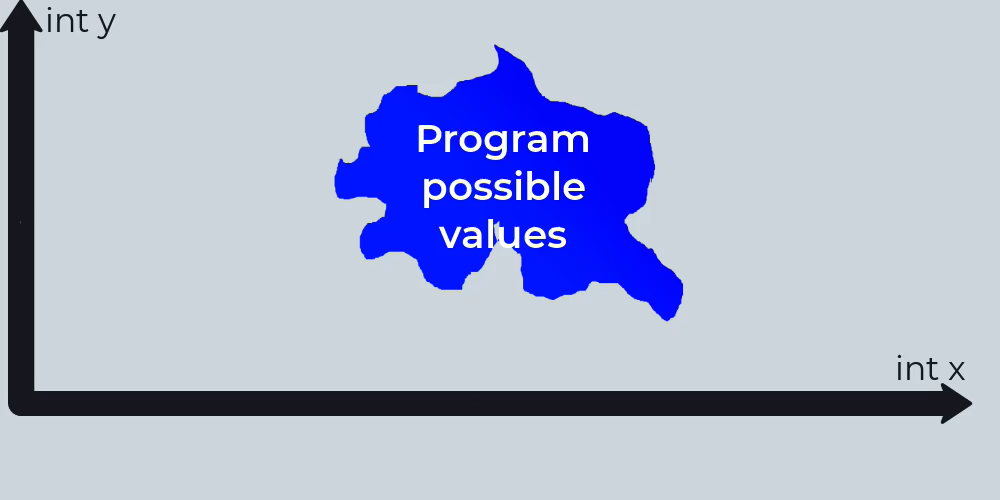 int y
Program
possible
values
int x